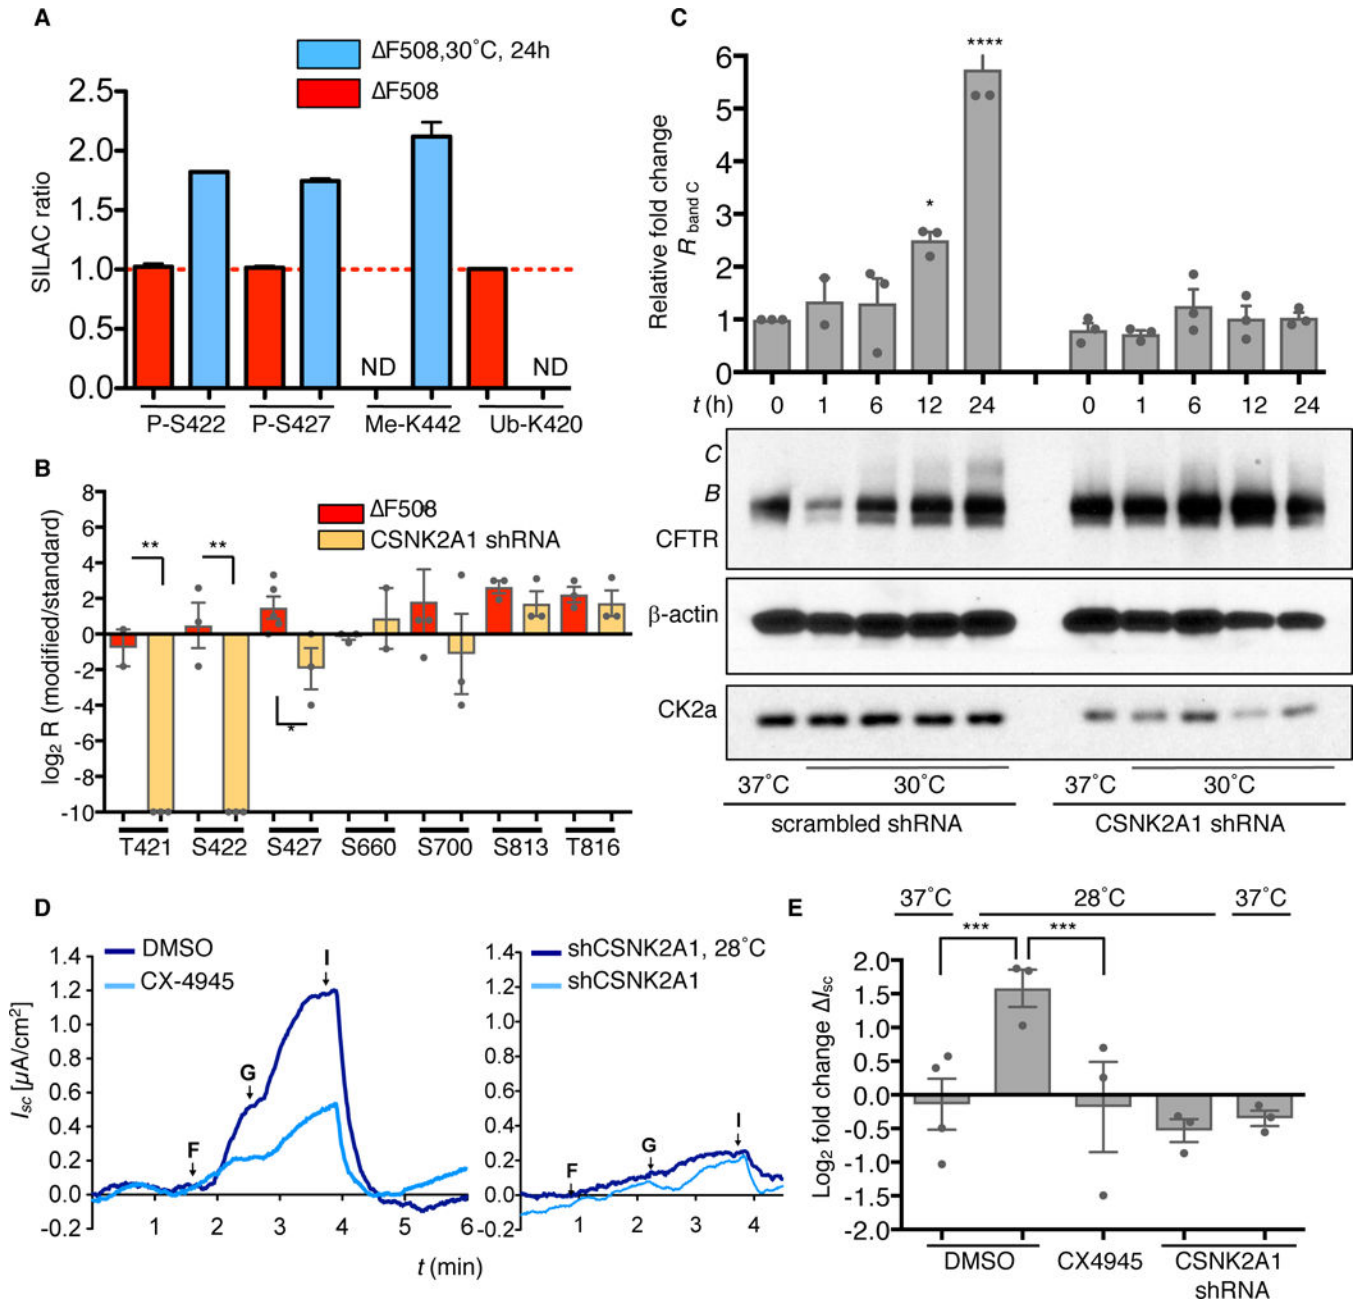 A
ΔF508,30˚C, 24h
ΔF508
SILAC ratio
2.5
2.0
1.5
1.0
0.5
0.0
ND
ND
P-S422
P-S427
Me-K442
Ub-K420
B
ΔF508
CSNK2A1 shRNA
log2 R (modified/standard)
8
6
4
2
0
-2
-4
-6
-8
-10
**
**
*
T421
S422
S427
S660
S700
S813
T816
C
Relative fold change
R band C
6
5
6
4
3
2
1
0
*
****
t (h)
0
1
6
12
24
0
1
6
12
24
C
B
CFTR
β-actin
CK2a
37˚C
30˚C
37˚C
30˚C
scrambled shRNA
CSNK2A1 shRNA
D
DMSO
CX-4945
Isc [µA/cm²]
1.4
1.2
1.0
0.8
0.6
0.4
0.2
0.0
-0.2
F
G
I
1
2
3
4
5
6
shCSNK2A1, 28˚C
shCSNK2A1
1.4
1.2
1.0
0.8
0.6
0.4
0.2
0.0
-0.2
F
G
I
1
2
3
4
t (min)
E
37˚C
28˚C
37˚C
***
***
Log2 fold change ΔIsc
2.0
1.5
1.0
0.5
0.0
-0.5
-1.0
-1.5
-2.0
DMSO
CX4945
CSNK2A1
shRNA